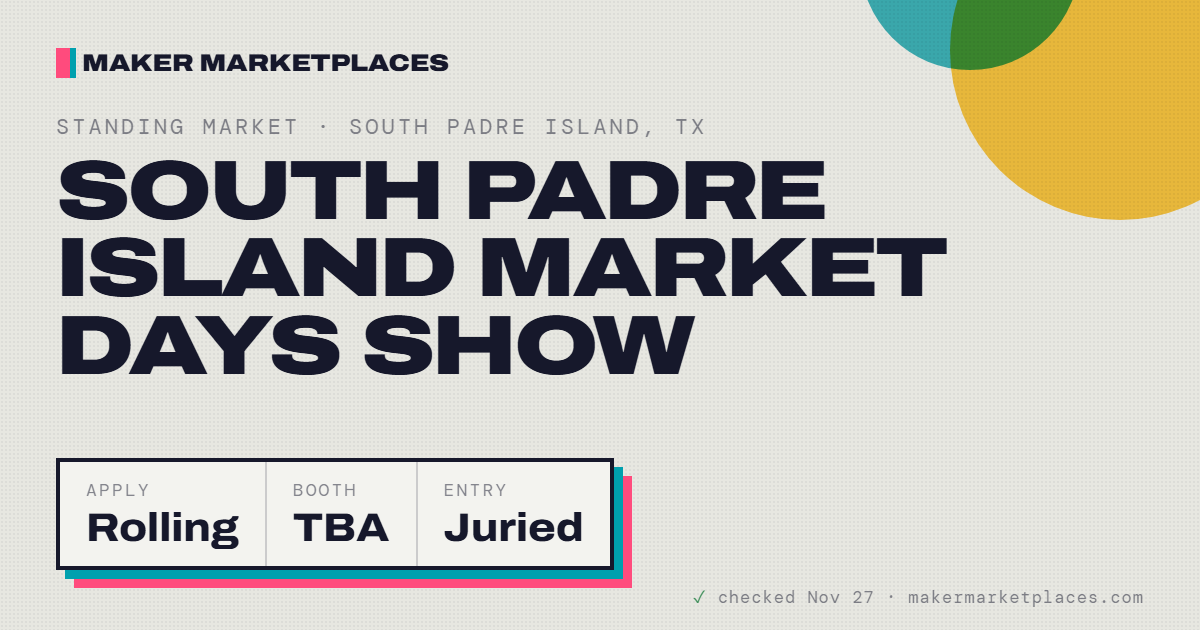 MAKER MARKETPLACES
STANDING MARKET · SOUTH PADRE ISLAND, TX
SOUTH PADRE
ISLAND MARKET
DAYS SHOW
APPLY BOOTH ENTRY
Rolling TBA Juried
✓ checked Nov 27 · makermarketplaces.com